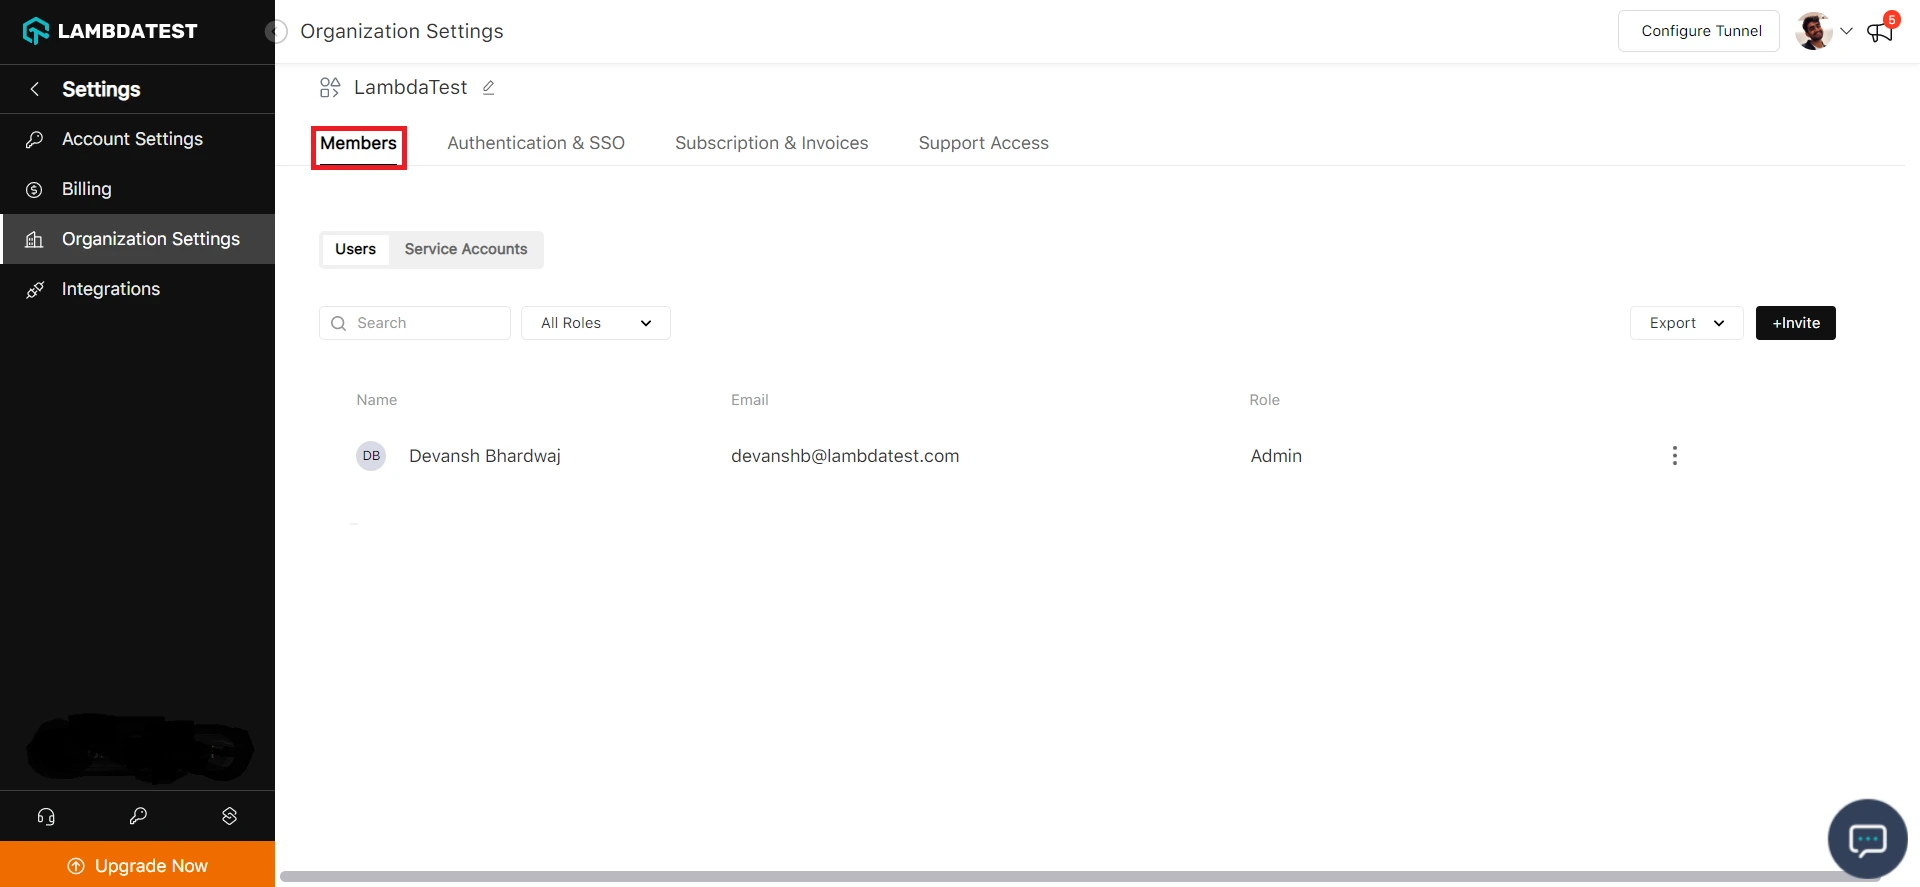 LAMBDATEST
Organization Settings
Configure Tunnel
5
Settings
LambdaTest
Account Settings
Members
Authentication & SSO
Subscription & Invoices
Support Access
Billing
Organization Settings
Users
Service Accounts
Integrations
Search
All Roles
Export
+Invite
Name
Email
Role
DB
Devansh Bhardwaj
devanshb@lambdatest.com
Admin
Upgrade Now